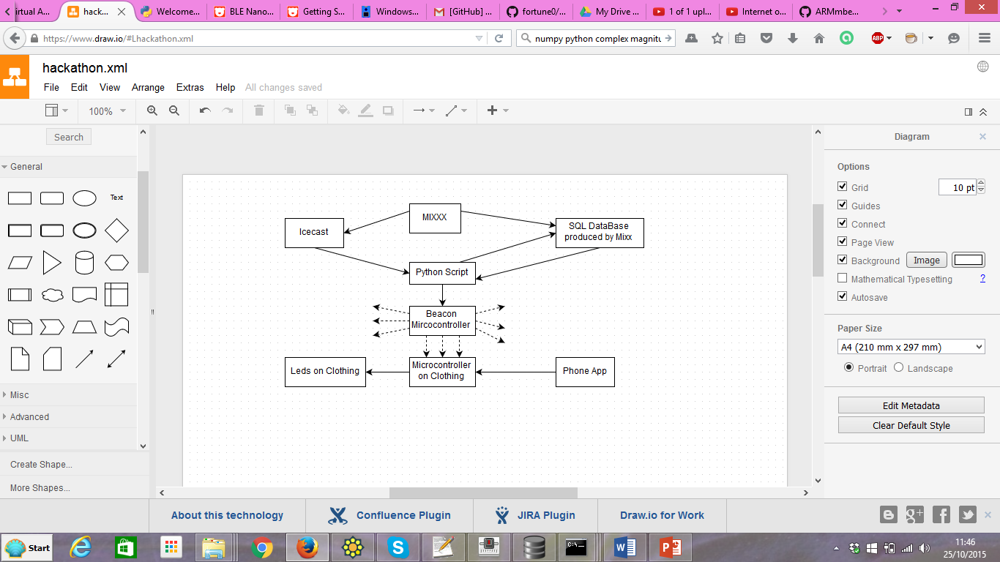 irtual A...
hack...
Welcome...
BLE Nano...
Getting S...
Windows...
[GitHub] ...
fortune0/...
My Drive ...
1 of 1 upl...
Internet o...
ARMmbe...
https://www.draw.io/#Lhackathon.xml
numpy python complex magnitu
ABP
hackathon.xml
File Edit View Arrange Extras Help All changes saved
100%
Search
General
Text
Misc
Advanced
UML
Create Shape...
More Shapes...
MIXXX
Icecast
SQL DataBase
produced by Mixx
Python Script
Beacon
Mircocontroller
Leds on Clothing
Microcontroller
on Clothing
Phone App
Diagram
Options
Grid 10 pt
Guides
Connect
Page View
Background Image
Mathematical Typesetting ?
Autosave
Paper Size
A4 (210 mm x 297 mm)
Portrait Landscape
Edit Metadata
Clear Default Style
About this technology
Confluence Plugin
JIRA Plugin
Draw.io for Work
Start
11:46
25/10/2015